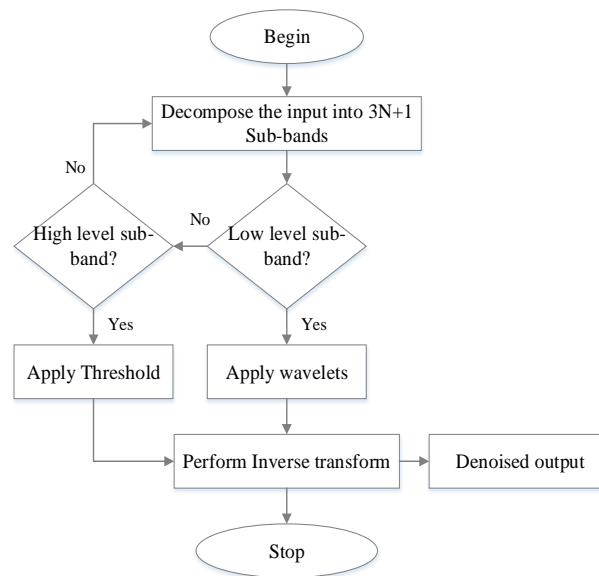 Begin
Decompose the input into 3N+1
Sub-bands
No
No
High level sub-
band?
Low level sub-
band?
Yes
Yes
Apply Threshold
Apply wavelets
Perform Inverse transform
Denoised output
Stop